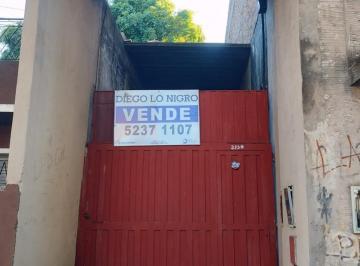 DIEGO LO NIGRO
VENDE
5237 1107